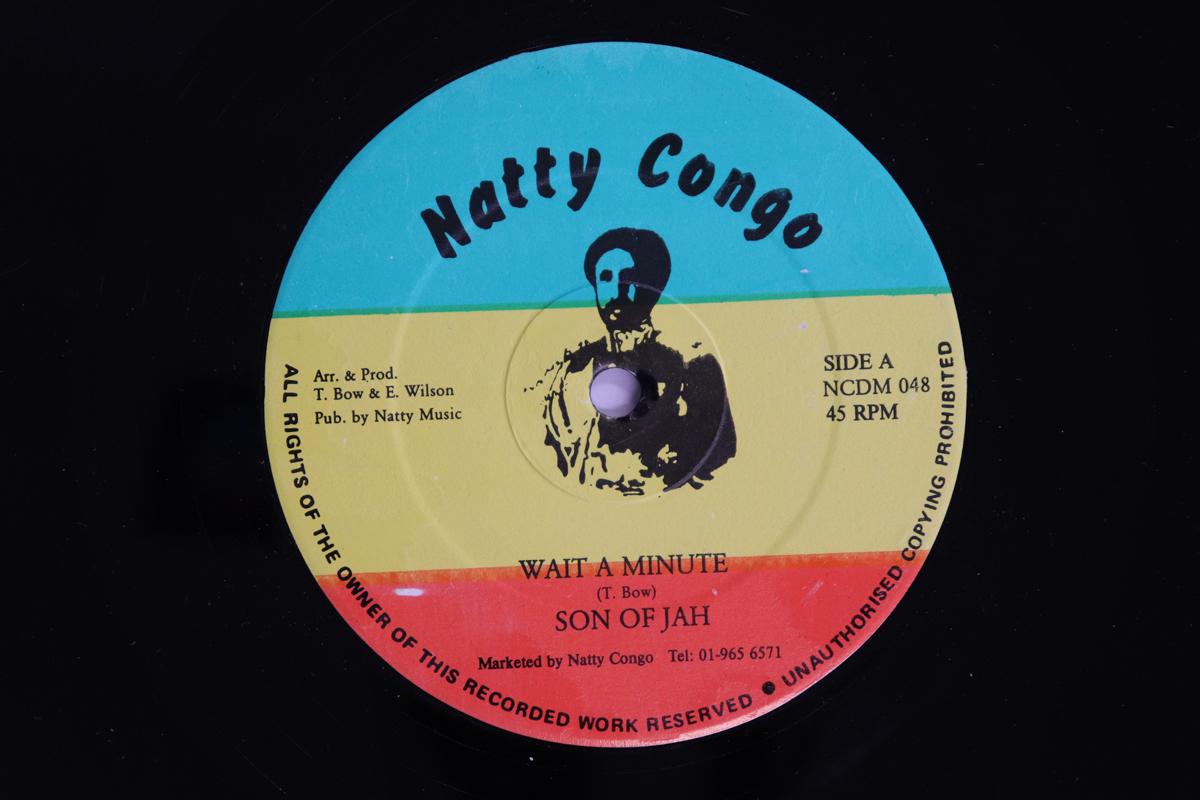 Natty Congo
Arr. & Prod.
T. Bow & E. Wilson
Pub. by Natty Music
SIDE A
NCDM 048
45 RPM
WAIT A MINUTE
(T. Bow)
SON OF JAH
Marketed by Natty Congo Tel: 01-965 6571
ALL RIGHTS OF THE OWNER OF THIS RECORDED WORK RESERVED ● UNAUTHORISED COPYING PROHIBITED